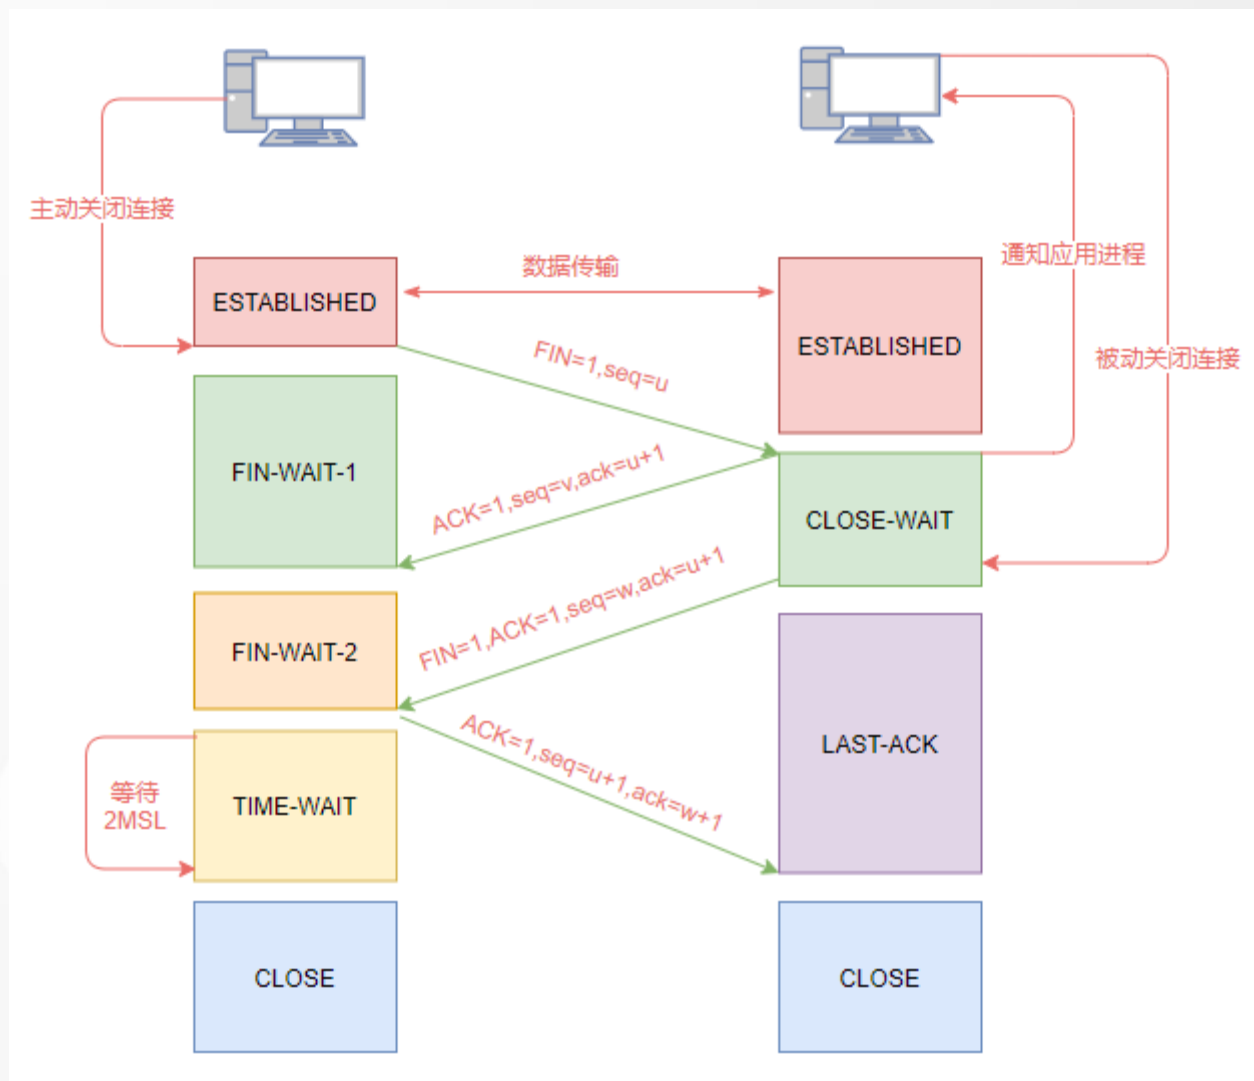 主动关闭连接
数据传输
通知应用进程
ESTABLISHED
ESTABLISHED
被动关闭连接
FIN=1,seq=u
FIN-WAIT-1
ACK=1,seq=v,ack=u+1
CLOSE-WAIT
FIN=1,ACK=1,seq=w,ack=u+1
FIN-WAIT-2
ACK=1,seq=u+1,ack=w+1
LAST-ACK
等待
2MSL
TIME-WAIT
CLOSE
CLOSE